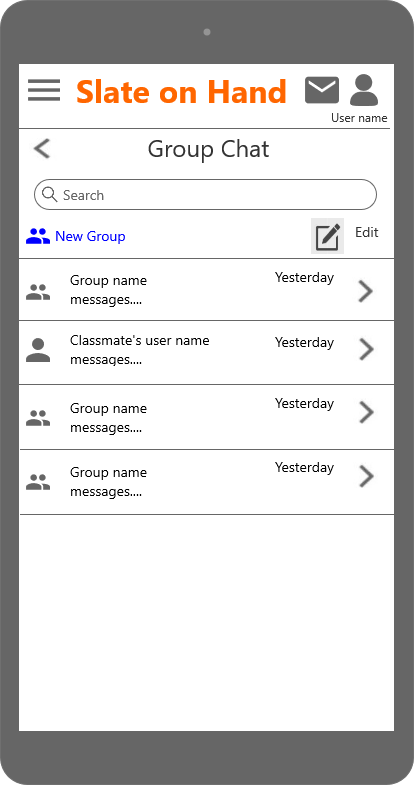 Slate on Hand
User name
Group Chat
Search
New Group
Edit
Group name
Yesterday
messages....
Classmate's user name
Yesterday
messages....
Group name
Yesterday
messages....
Group name
Yesterday
messages....